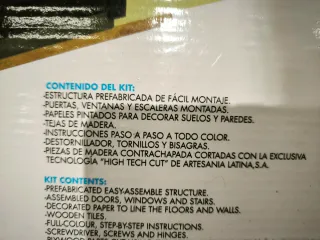 CONTENIDO DEL KIT:
-ESTRUCTURA PREFABRICADA DE FÁCIL MONTAJE.
-PUERTAS, VENTANAS Y ESCALERAS MONTADAS.
-PAPELES PINTADOS PARA DECORAR SUELOS Y PAREDES.
-TEJAS DE MADERA.
-INSTRUCCIONES PASO A PASO A TODO COLOR.
-DESTORNILLADOR, TORNILLOS Y BISAGRAS.
-PIEZAS DE MADERA CONTRACHAPADA CORTADAS CON LA EXCLUSIVA
TECNOLOGÍA "HIGH TECH CUT" DE ARTESANIA LATINA, S.A.
KIT CONTENTS:
-PREFABRICATED EASY-ASSEMBLE STRUCTURE.
-ASSEMBLED DOORS, WINDOWS AND STAIRS.
-DECORATED PAPER TO LINE THE FLOORS AND WALLS.
-WOODEN TILES.
-FULL-COLOUR, STEP-BY-STEP INSTRUCTIONS.
-SCREWDRIVER, SCREWS AND HINGES.